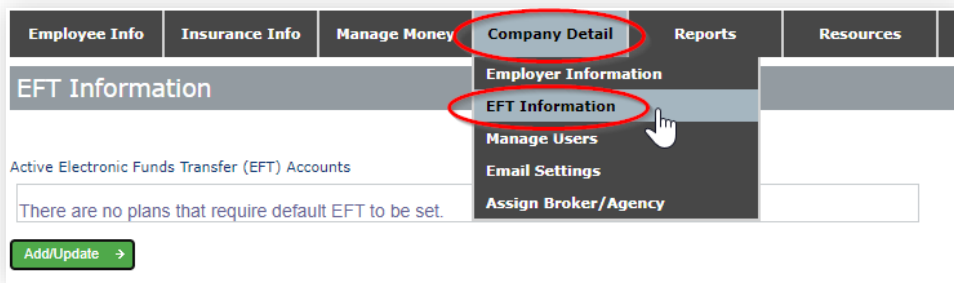 Employee Info Insurance Info Manage Money Company Detail Reports Resources
Employer Information
EFT Information
EFT Information
Manage Users
Active Electronic Funds Transfer (EFT) Accounts
Email Settings
Assign Broker/Agency
There are no plans that require default EFT to be set.
Add/Update →